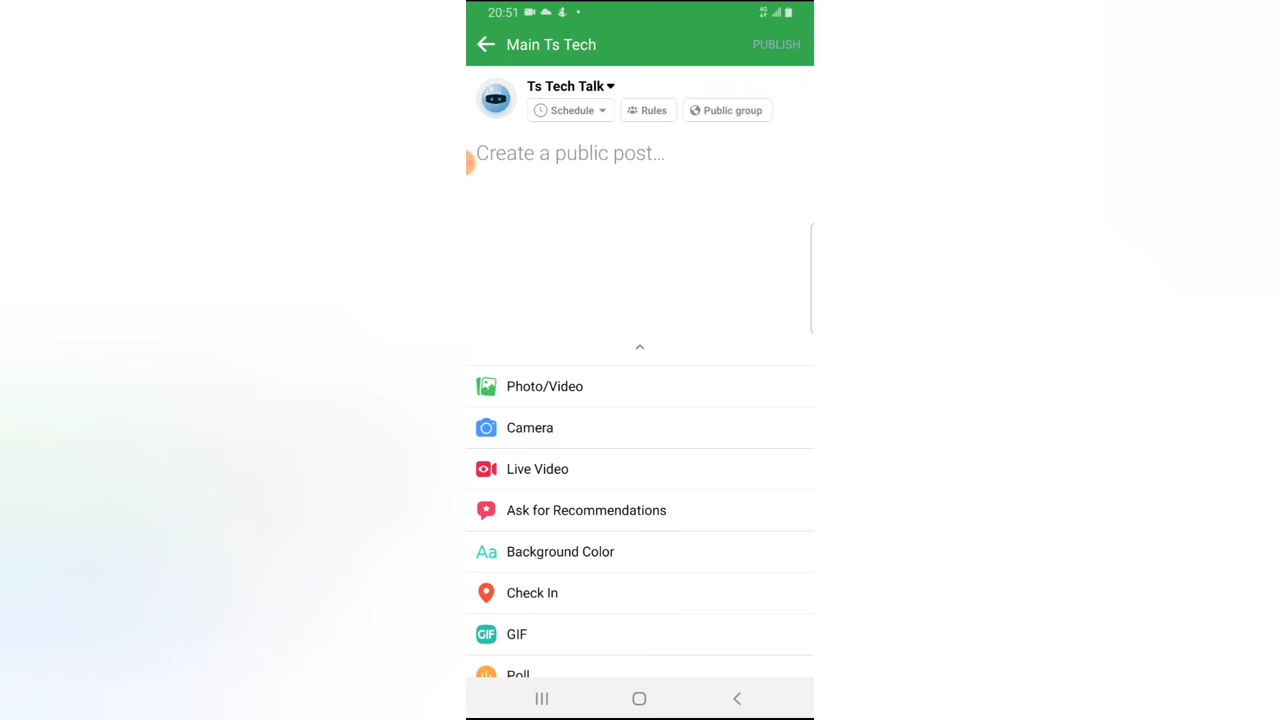 20:51
4G
Main Ts Tech
PUBLISH
Ts Tech Talk
Schedule
Rules
Public group
Create a public post...
Photo/Video
Camera
Live Video
Ask for Recommendations
Aa
Background Color
Check In
GIF
GIF
Poll